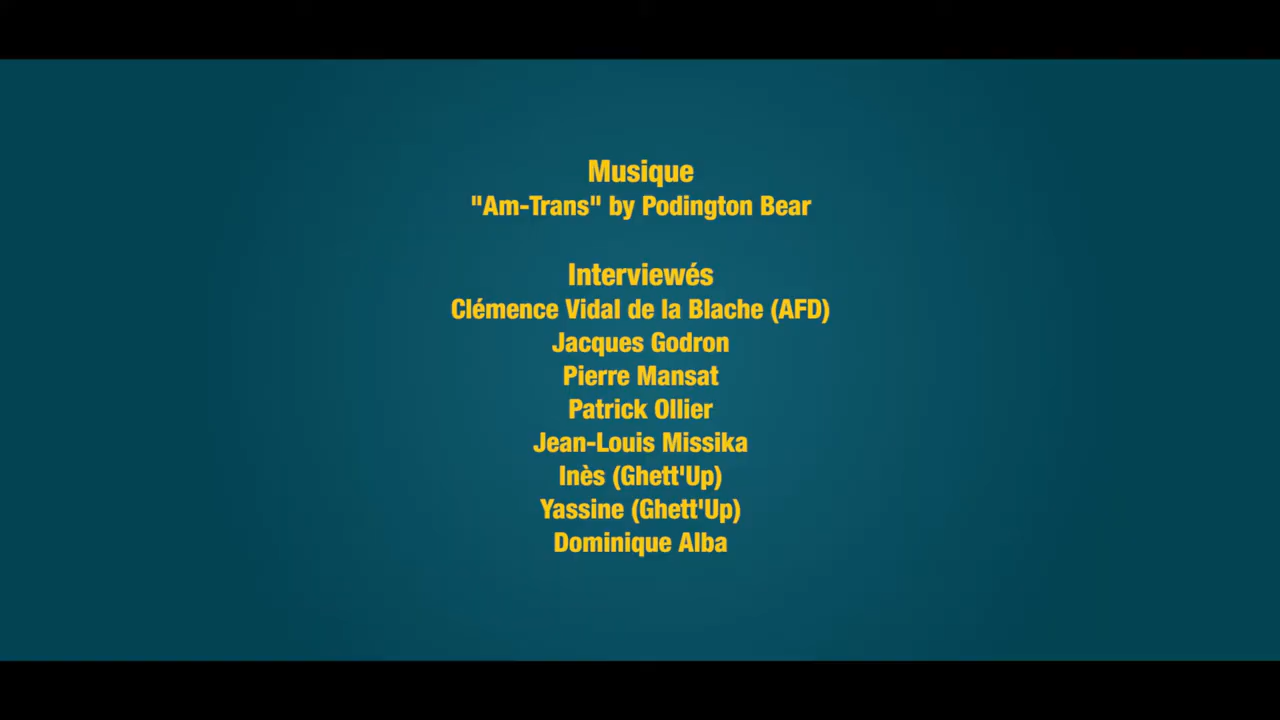 Musique
"Am-Trans" by Podington Bear
Interviewés
Clémence Vidal de la Blache (AFD)
Jacques Godron
Pierre Mansat
Patrick Ollier
Jean-Louis Missika
Inès (Ghett'Up)
Yassine (Ghett'Up)
Dominique Alba